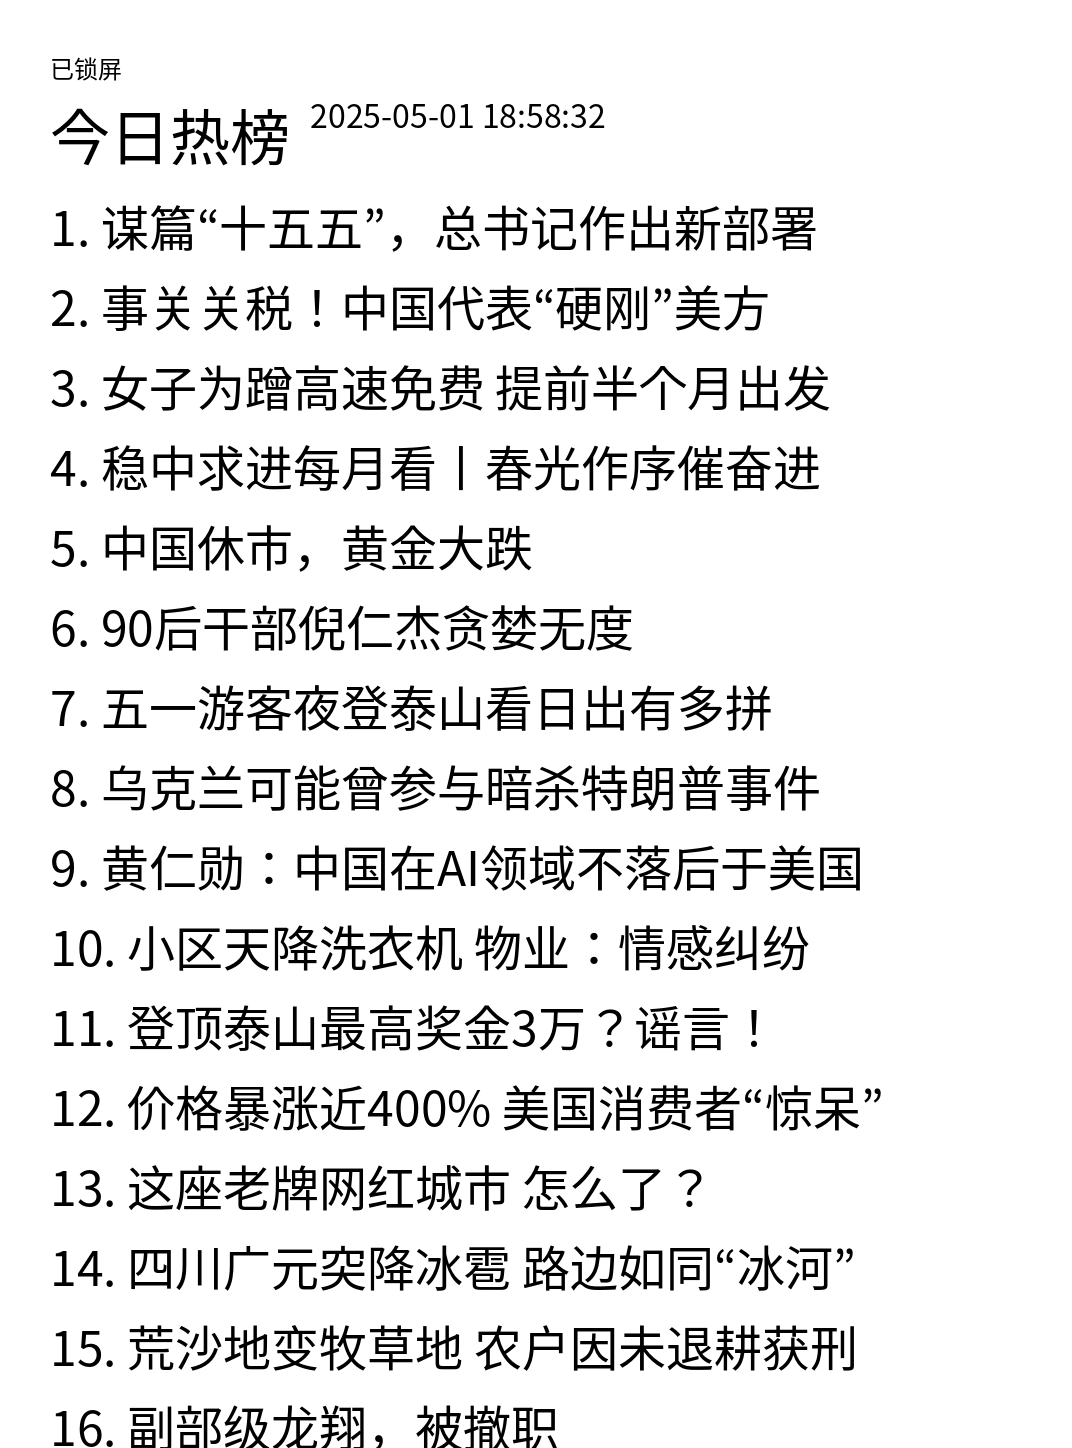 已锁屏
今日热榜 2025-05-01 18:58:32
1. 谋篇“十五五”，总书记作出新部署
2. 事关关税！中国代表“硬刚”美方
3. 女子为蹭高速免费 提前半个月出发
4. 稳中求进每月看丨春光作序催奋进
5. 中国休市，黄金大跌
6. 90后干部倪仁杰贪婪无度
7. 五一游客夜登泰山看日出有多拼
8. 乌克兰可能曾参与暗杀特朗普事件
9. 黄仁勋：中国在AI领域不落后于美国
10. 小区天降洗衣机 物业：情感纠纷
11. 登顶泰山最高奖金3万？谣言！
12. 价格暴涨近400% 美国消费者“惊呆”
13. 这座老牌网红城市 怎么了？
14. 四川广元突降冰雹 路边如同“冰河”
15. 荒沙地变牧草地 农户因未退耕获刑
16. 副部级龙翔，被撤职